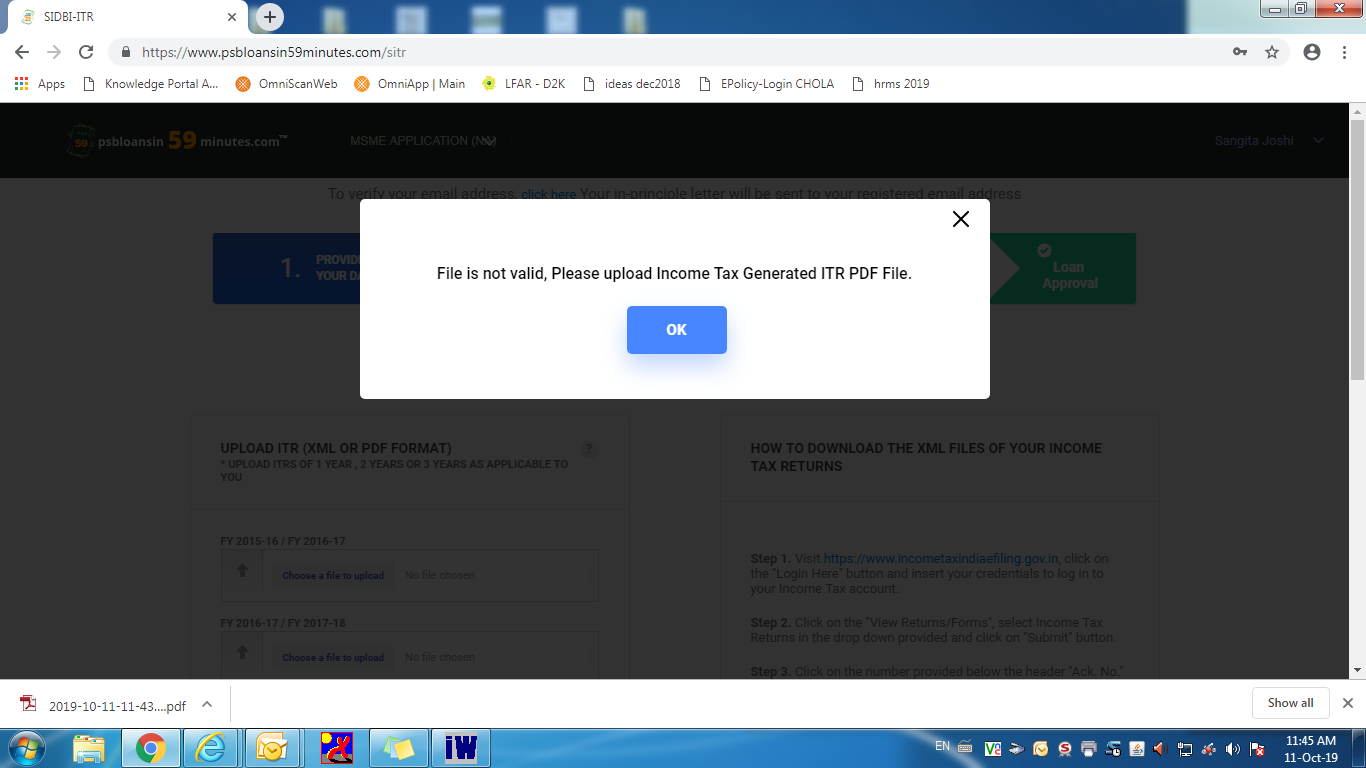 SIDBI-ITR
https://www.psbloansin59minutes.com/sitr
Apps
Knowledge Portal A...
OmniScanWeb
OmniApp | Main
LFAR - D2K
ideas dec2018
EPolicy-Login CHOLA
hrms 2019
59
psbloansin 59 minutes.com™
MSME APPLICATION
Sangita Joshi
To verify your email address, click here Your in-principle letter will be sent to your registered email address
1.
YOUR
Loan
Approval
File is not valid, Please upload Income Tax Generated ITR PDF File.
OK
UPLOAD ITR (XML OR PDF FORMAT)
?
* UPLOAD ITRS OF 1 YEAR , 2 YEARS OR 3 YEARS AS APPLICABLE TO
YOU
FY 2015-16 / FY 2016-17
Choose a file to upload No file chosen
FY 2016-17 / FY 2017-18
Choose a file to upload No file chosen
HOW TO DOWNLOAD THE XML FILES OF YOUR INCOME
TAX RETURNS
Step 1. Visit https://www.incometaxindiaefiling.gov.in, click on
the "Login Here" button and insert your credentials to log in to
your Income Tax account.
Step 2. Click on the "View Returns/Forms", select Income Tax
Returns in the drop down provided and click on "Submit" button.
Step 3. Click on the number provided below the header "Ack. No."
2019-10-11-11-43....pdf
Show all
iW
EN
11:45 AM
11-Oct-19